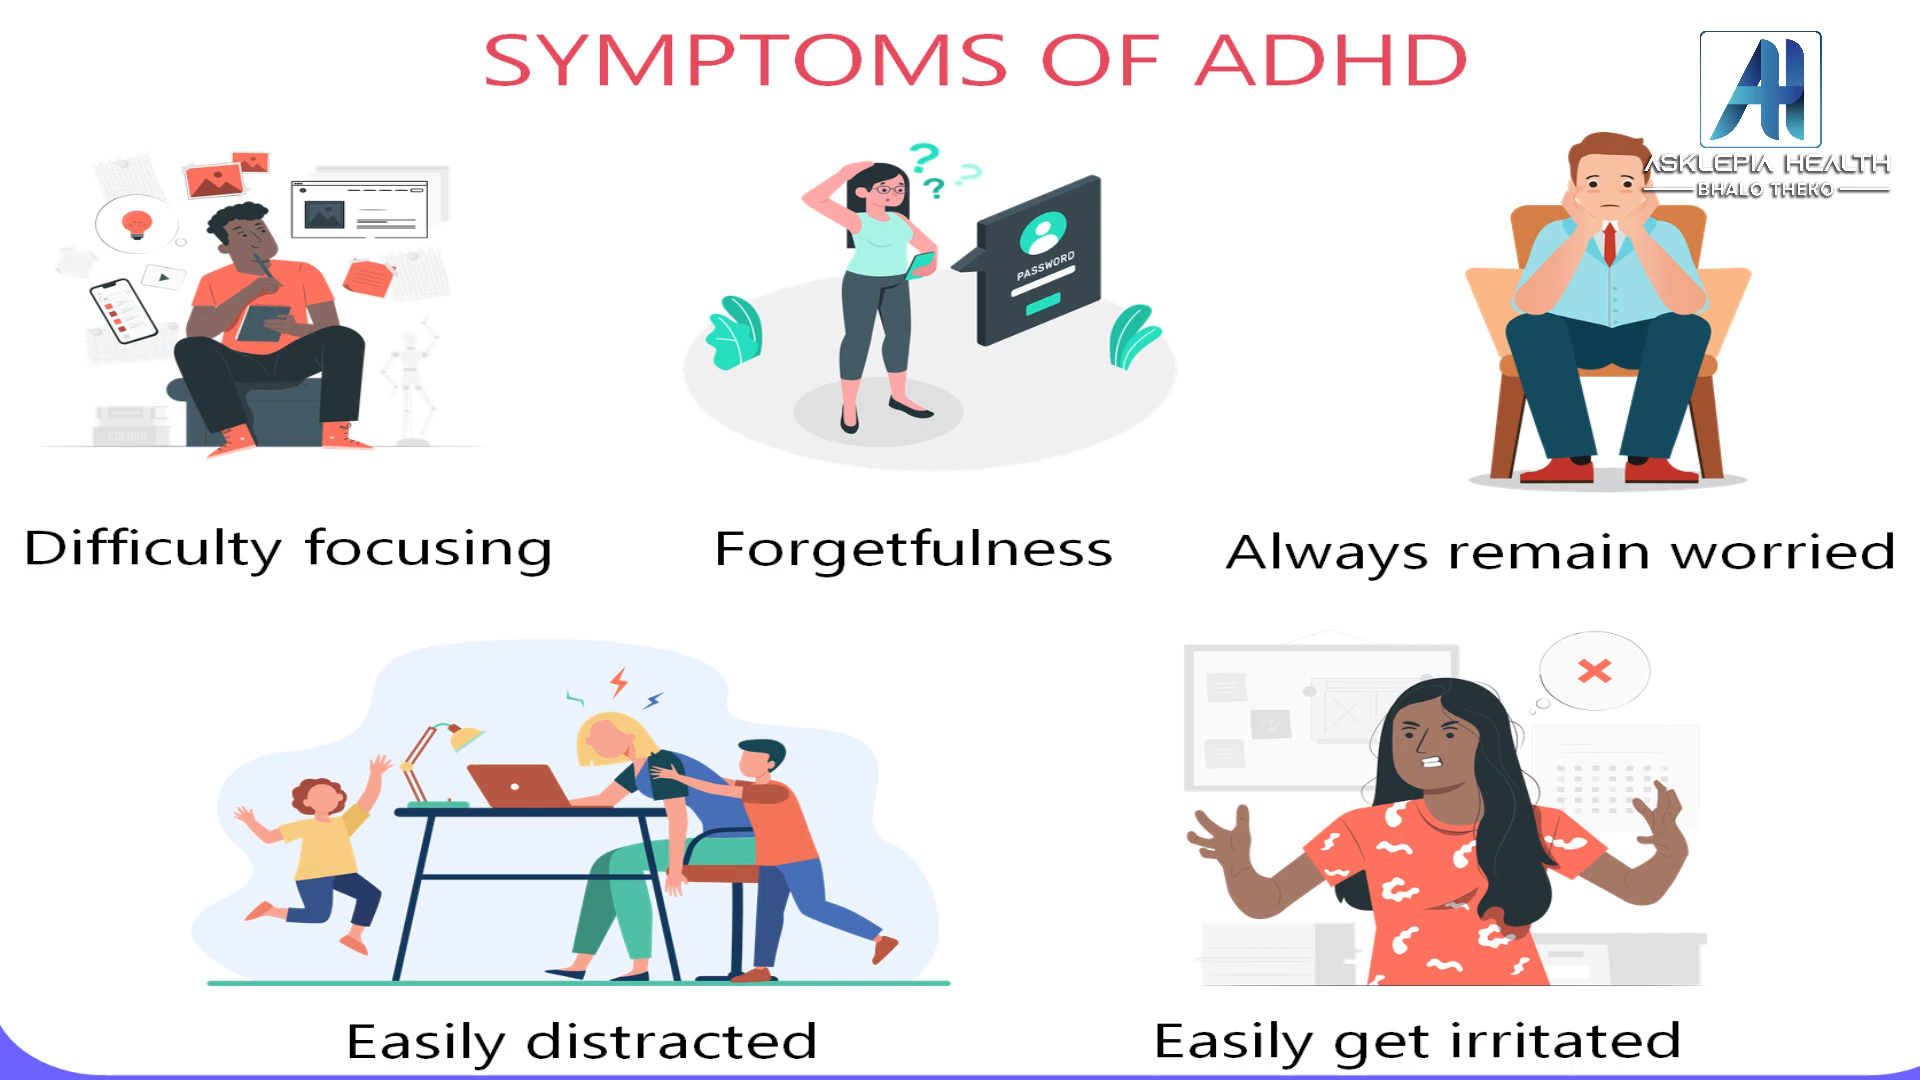 SYMPTOMS OF ADHD
ASKLEPIA HEALTH
BHALO THEKO
PASSWORD
COLOUR
Difficulty focusing
Forgetfulness
Always remain worried
Easily distracted
Easily get irritated